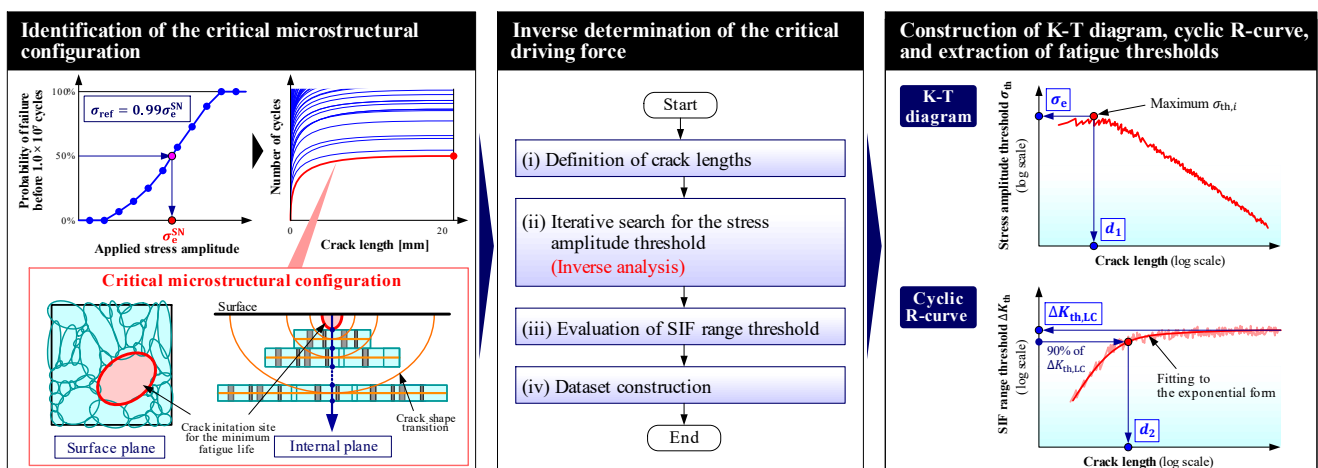 Identification of the critical microstructural
configuration
Probability of failure
before 1.0 × 10⁷ cycles
100%
50%
0%
σref = 0.99σeSN
σeSN
Applied stress amplitude
Number of cycles
0
20
Crack length [mm]
Critical microstructural configuration
Surface
Crack initation site
for the minimum
fatigue life
Crack shape
transition
Surface plane
Internal plane
Inverse determination of the critical
driving force
Start
(i) Definition of crack lengths
(ii) Iterative search for the stress
amplitude threshold
(Inverse analysis)
(iii) Evaluation of SIF range threshold
(iv) Dataset construction
End
Construction of K-T diagram, cyclic R-curve,
and extraction of fatigue thresholds
K-T
diagram
Stress amplitude threshold σth
(log scale)
σe
Maximum σth,i
d1
Crack length (log scale)
Cyclic
R-curve
SIF range threshold ΔKth
(log scale)
ΔKth,LC
90% of
ΔKth,LC
Fitting to
the exponential form
d2
Crack length (log scale)